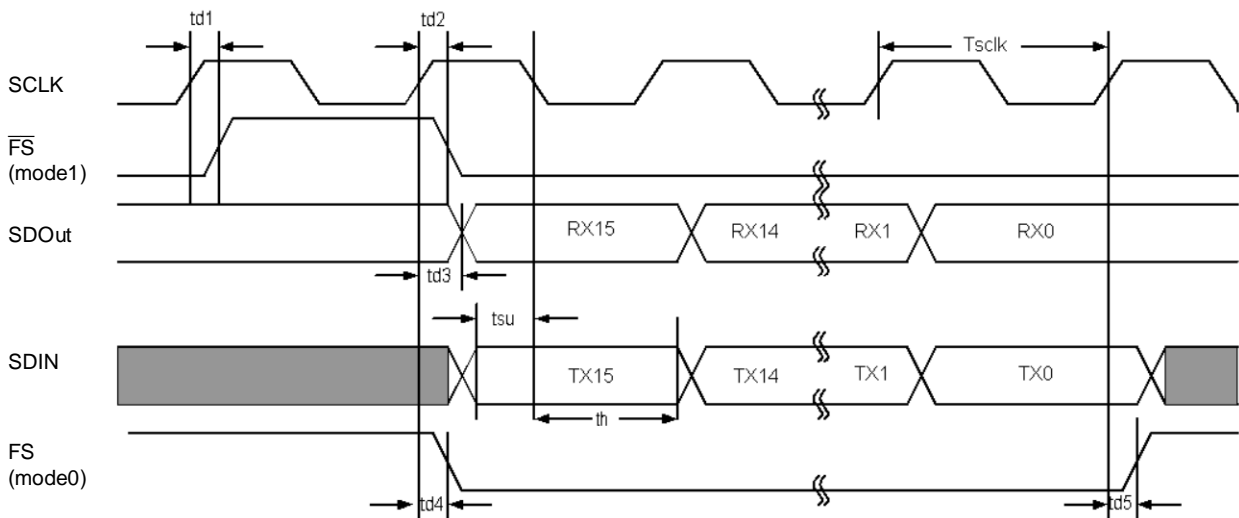 td1
td2
Tsclk
SCLK
FS
(mode1)
SDOut
RX15
RX14
RX1
RX0
td3
tsu
SDIN
TX15
TX14
TX1
TX0
th
FS
(mode0)
td4
td5